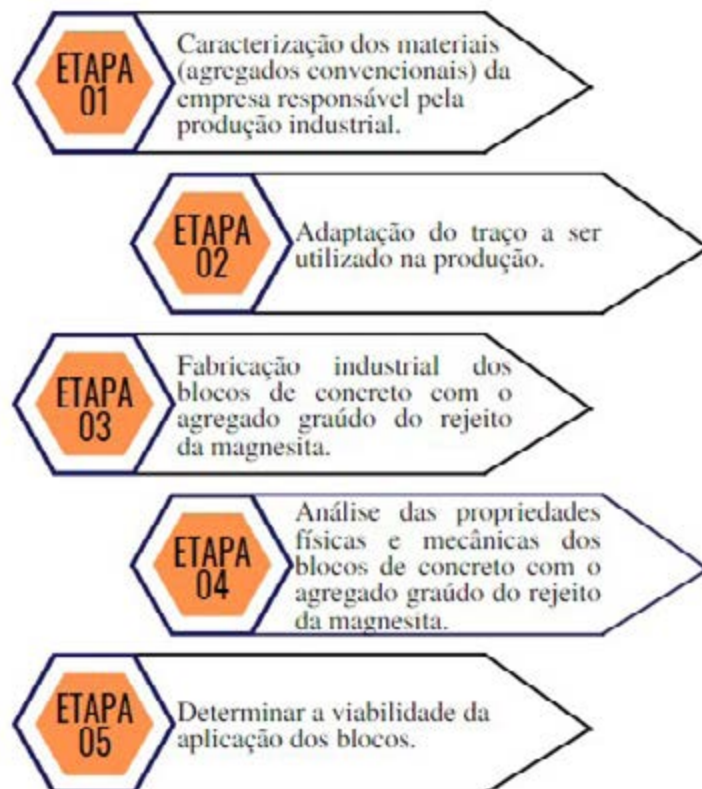 ETAPA
01
Caracterização dos materiais
(agregados convencionais) da
empresa responsável pela
produção industrial.
ETAPA
02
Adaptação do traço a ser
utilizado na produção.
ETAPA
03
Fabricação industrial dos
blocos de concreto com o
agregado graúdo do rejeito
da magnesita.
ETAPA
04
Análise das propriedades
físicas e mecânicas dos
blocos de concreto com o
agregado graúdo do rejeito
da magnesita.
ETAPA
05
Determinar a viabilidade da
aplicação dos blocos.